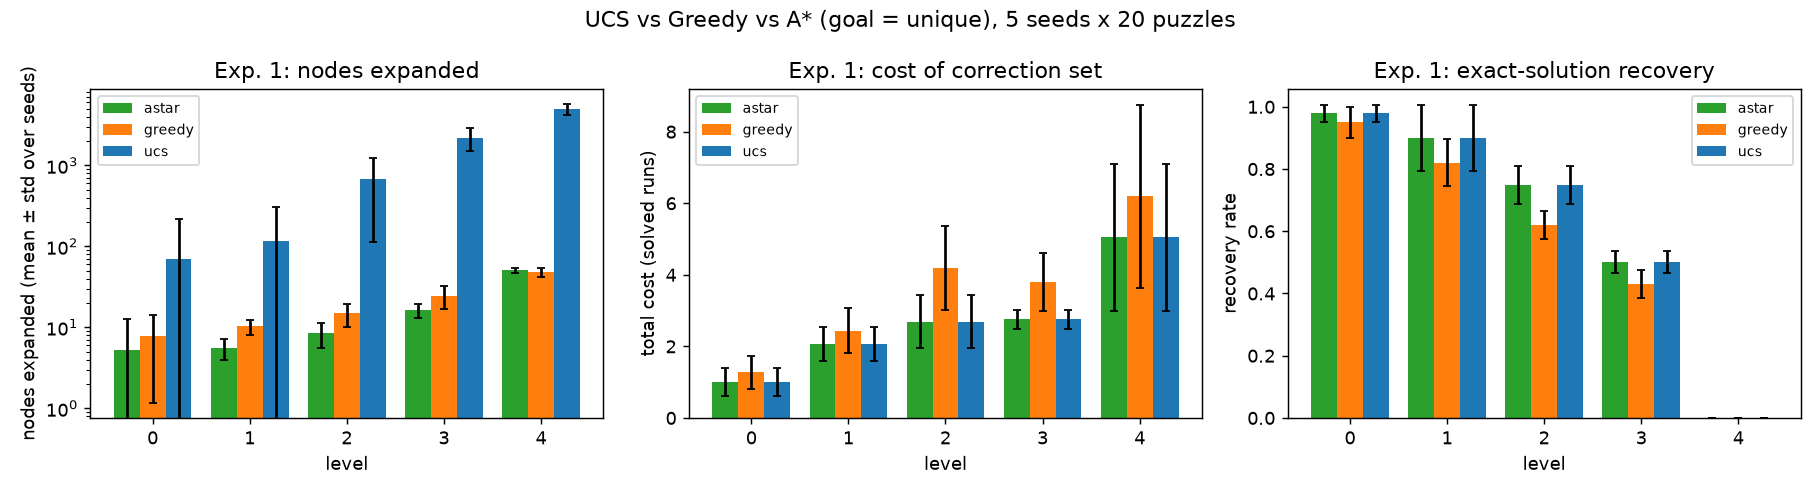 UCS vs Greedy vs A* (goal = unique), 5 seeds x 20 puzzles
Exp. 1: nodes expanded
nodes expanded (mean ± std over seeds)
10³
10²
10¹
10⁰
astar
greedy
ucs
0 1 2 3 4
level
Exp. 1: cost of correction set
total cost (solved runs)
8
6
4
2
0
astar
greedy
ucs
0 1 2 3 4
level
Exp. 1: exact-solution recovery
recovery rate
1.0
0.8
0.6
0.4
0.2
0.0
astar
greedy
ucs
0 1 2 3 4
level